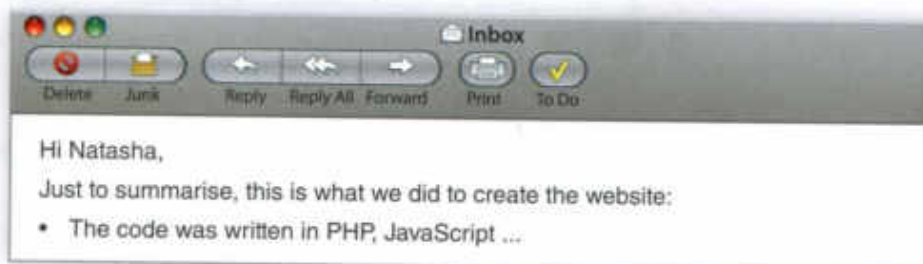 Inbox
Delete Junk Reply Reply All Forward Print To Do
Hi Natasha,
Just to summarise, this is what we did to create the website:
• The code was written in PHP, JavaScript ...